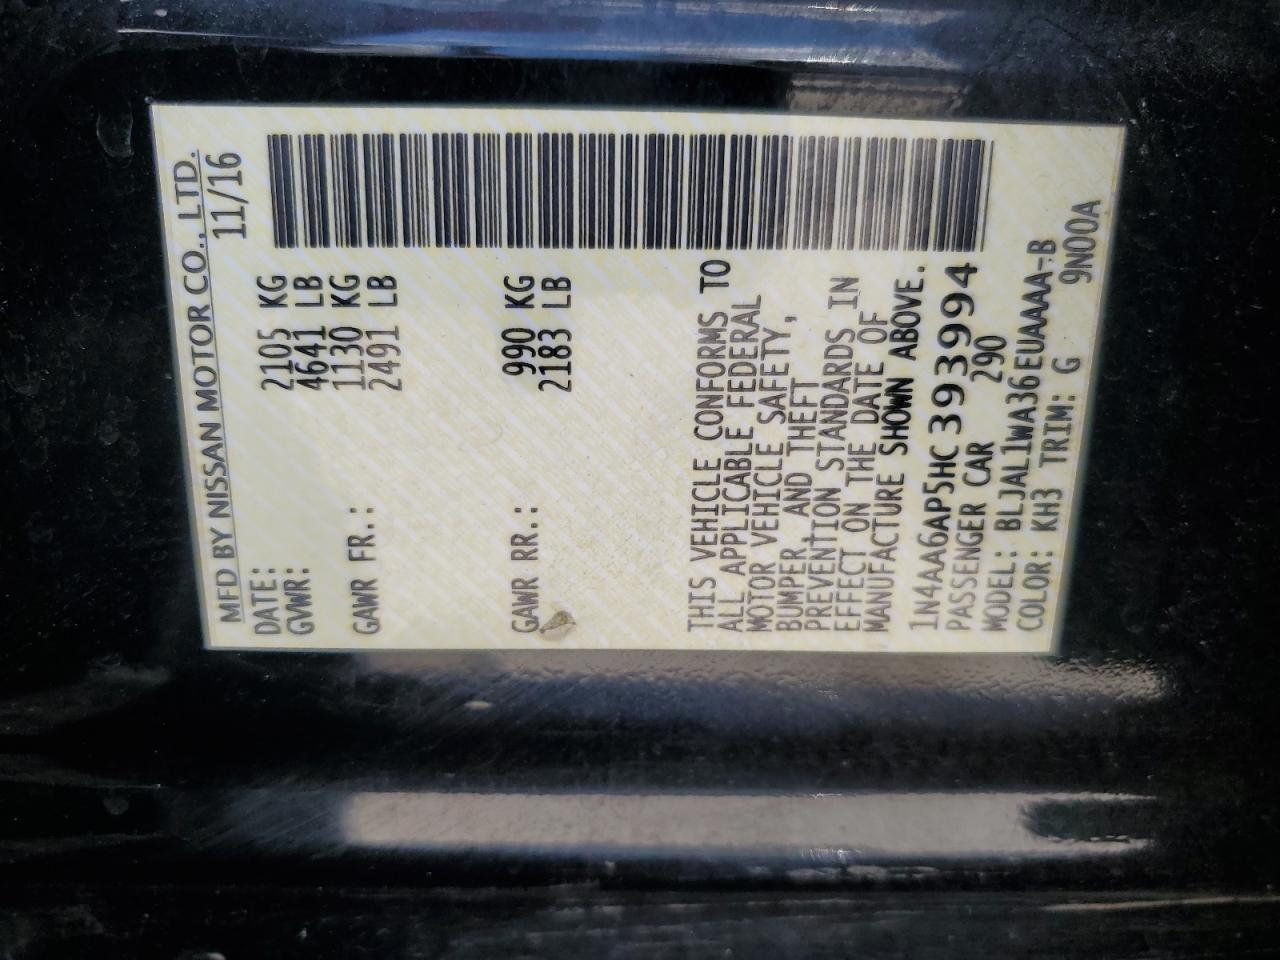 MFD BY NISSAN MOTOR CO., LTD.
DATE: 11/16
GVWR: 2105 KG
4641 LB
GAWR FR.: 1130 KG
2491 LB
GAWR RR.: 990 KG
2183 LB
THIS VEHICLE CONFORMS TO
ALL APPLICABLE FEDERAL
MOTOR VEHICLE SAFETY,
BUMPER, AND THEFT
PREVENTION STANDARDS IN
EFFECT ON THE DATE OF
MANUFACTURE SHOWN ABOVE.
1N4AA6AP5HC393994
PASSENGER CAR 290
MODEL: BLJAL1WA36EUAAAA-B
COLOR: KH3 TRIM: G 9N00A